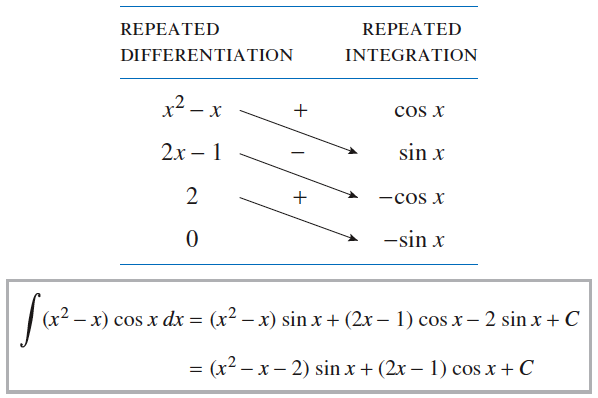 REPEATED REPEATED
DIFFERENTIATION INTEGRATION
x² – x + cos x
2x – 1 – sin x
2 + –cos x
0 –sin x
∫(x² – x) cos x dx = (x² – x) sin x + (2x – 1) cos x – 2 sin x + C
= (x² – x – 2) sin x + (2x – 1) cos x + C